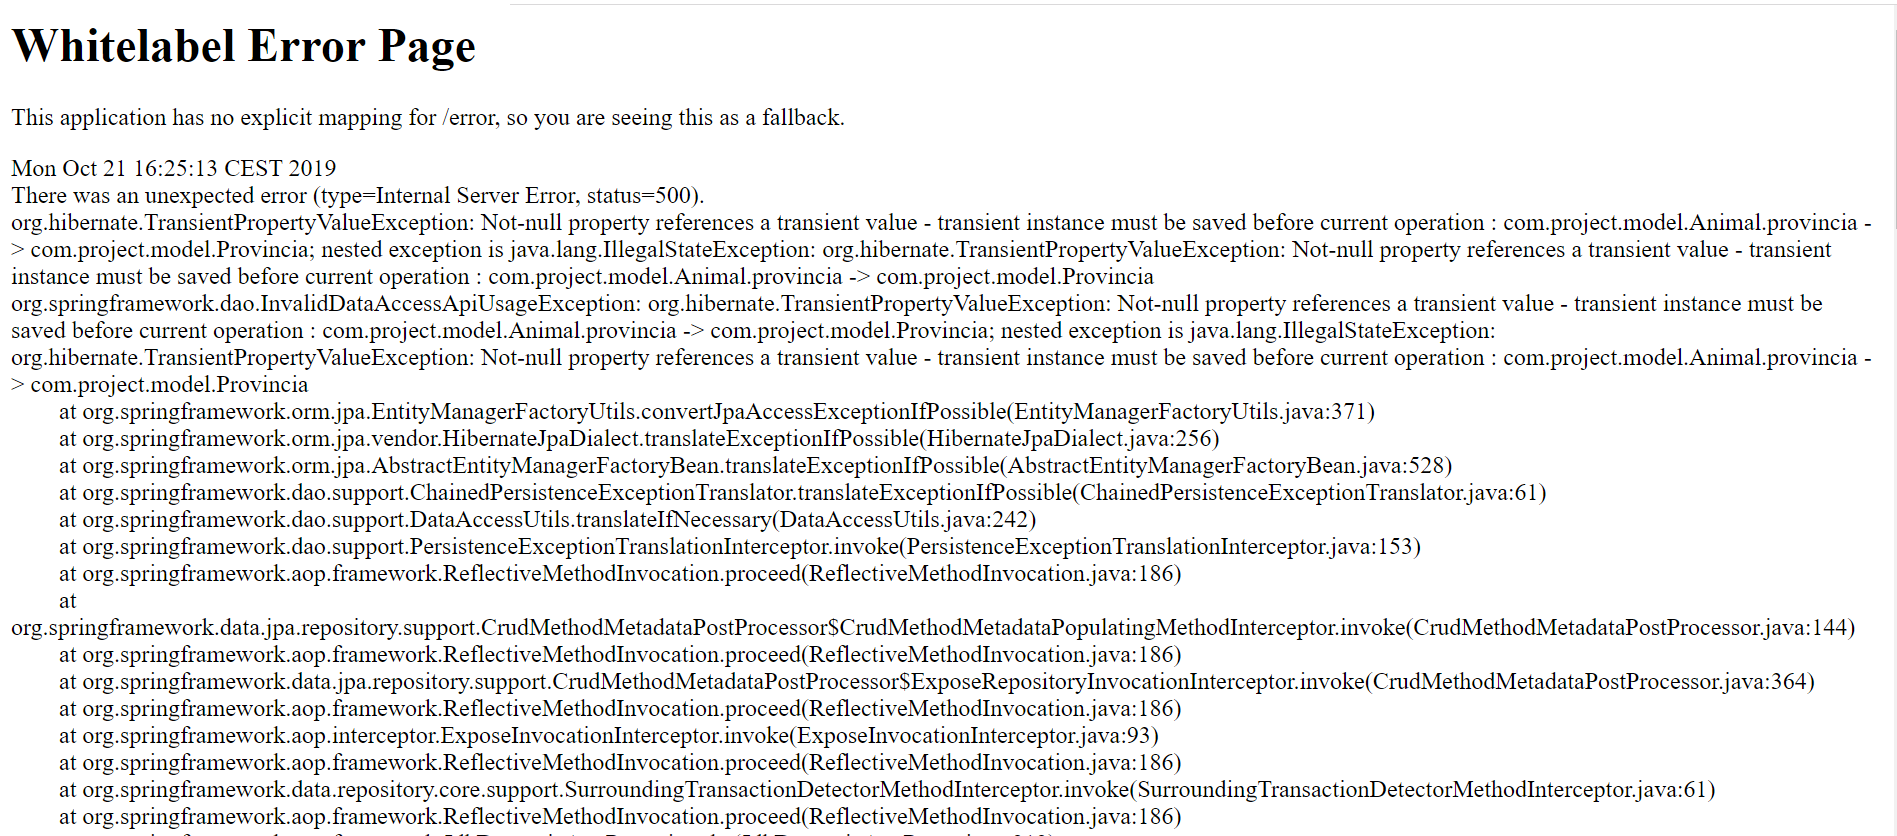 Whitelabel Error Page
This application has no explicit mapping for /error, so you are seeing this as a fallback.
Mon Oct 21 16:25:13 CEST 2019
There was an unexpected error (type=Internal Server Error, status=500).
org.hibernate.TransientPropertyValueException: Not-null property references a transient value - transient instance must be saved before current operation : com.project.model.Animal.provincia -
> com.project.model.Provincia; nested exception is java.lang.IllegalStateException: org.hibernate.TransientPropertyValueException: Not-null property references a transient value - transient
instance must be saved before current operation : com.project.model.Animal.provincia -> com.project.model.Provincia
org.springframework.dao.InvalidDataAccessApiUsageException: org.hibernate.TransientPropertyValueException: Not-null property references a transient value - transient instance must be
saved before current operation : com.project.model.Animal.provincia -> com.project.model.Provincia; nested exception is java.lang.IllegalStateException:
org.hibernate.TransientPropertyValueException: Not-null property references a transient value - transient instance must be saved before current operation : com.project.model.Animal.provincia -
> com.project.model.Provincia
at org.springframework.orm.jpa.EntityManagerFactoryUtils.convertJpaAccessExceptionIfPossible(EntityManagerFactoryUtils.java:371)
at org.springframework.orm.jpa.vendor.HibernateJpaDialect.translateExceptionIfPossible(HibernateJpaDialect.java:256)
at org.springframework.orm.jpa.AbstractEntityManagerFactoryBean.translateExceptionIfPossible(AbstractEntityManagerFactoryBean.java:528)
at org.springframework.dao.support.ChainedPersistenceExceptionTranslator.translateExceptionIfPossible(ChainedPersistenceExceptionTranslator.java:61)
at org.springframework.dao.support.DataAccessUtils.translateIfNecessary(DataAccessUtils.java:242)
at org.springframework.dao.support.PersistenceExceptionTranslationInterceptor.invoke(PersistenceExceptionTranslationInterceptor.java:153)
at org.springframework.aop.framework.ReflectiveMethodInvocation.proceed(ReflectiveMethodInvocation.java:186)
at
org.springframework.data.jpa.repository.support.CrudMethodMetadataPostProcessor$CrudMethodMetadataPopulatingMethodInterceptor.invoke(CrudMethodMetadataPostProcessor.java:144)
at org.springframework.aop.framework.ReflectiveMethodInvocation.proceed(ReflectiveMethodInvocation.java:186)
at org.springframework.data.jpa.repository.support.CrudMethodMetadataPostProcessor$ExposeRepositoryInvocationInterceptor.invoke(CrudMethodMetadataPostProcessor.java:364)
at org.springframework.aop.framework.ReflectiveMethodInvocation.proceed(ReflectiveMethodInvocation.java:186)
at org.springframework.aop.interceptor.ExposeInvocationInterceptor.invoke(ExposeInvocationInterceptor.java:93)
at org.springframework.aop.framework.ReflectiveMethodInvocation.proceed(ReflectiveMethodInvocation.java:186)
at org.springframework.data.repository.core.support.SurroundingTransactionDetectorMethodInterceptor.invoke(SurroundingTransactionDetectorMethodInterceptor.java:61)
at org.springframework.aop.framework.ReflectiveMethodInvocation.proceed(ReflectiveMethodInvocation.java:186)